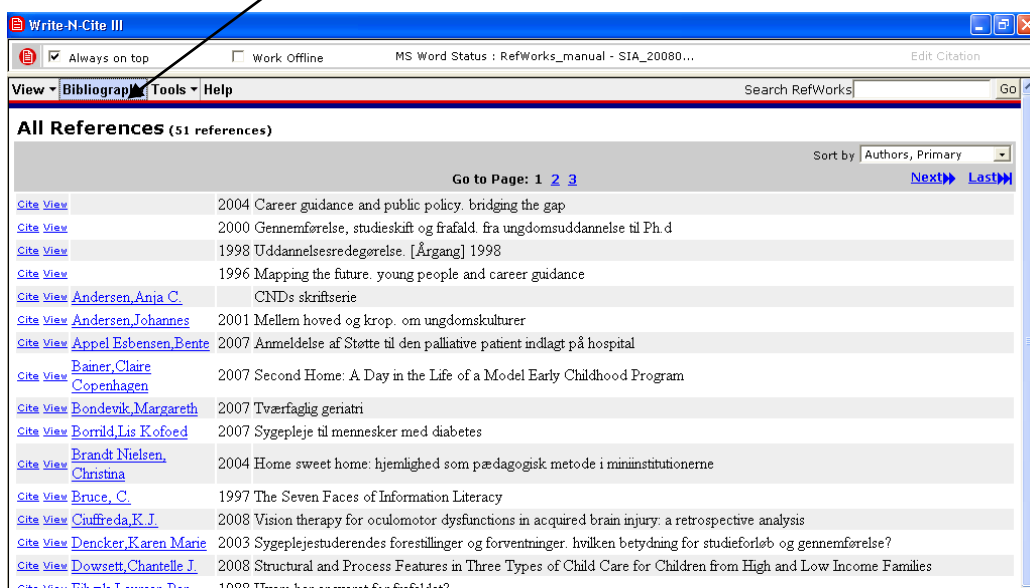 Write-N-Cite III
Always on top Work Offline MS Word Status : RefWorks_manual - SIA_20080... Edit Citation
View Bibliography Tools Help Search RefWorks Go
All References (51 references)
Sort by Authors, Primary
Go to Page: 1 2 3 Next Last
Cite View 2004 Career guidance and public policy. bridging the gap
Cite View 2000 Gennemførelse, studieskift og frafald. fra ungdomsuddannelse til Ph.d
Cite View 1998 Uddannelsesredegørelse. [Årgang] 1998
Cite View 1996 Mapping the future. young people and career guidance
Cite View Andersen,Anja C. CNDs skriftserie
Cite View Andersen,Johannes 2001 Mellem hoved og krop. om ungdomskulturer
Cite View Appel Esbensen,Bente 2007 Anmeldelse af Støtte til den palliative patient indlagt på hospital
Cite View Bainer,Claire Copenhagen 2007 Second Home: A Day in the Life of a Model Early Childhood Program
Cite View Bondevik,Margareth 2007 Tværfaglig geriatri
Cite View Borrild,Lis Kofoed 2007 Sygepleje til mennesker med diabetes
Cite View Brandt Nielsen, Christina 2004 Home sweet home: hjemlighed som pædagogisk metode i miniinstitutionerne
Cite View Bruce, C. 1997 The Seven Faces of Information Literacy
Cite View Ciuffreda,K.J. 2008 Vision therapy for oculomotor dysfunctions in acquired brain injury: a retrospective analysis
Cite View Dencker,Karen Marie 2003 Sygeplejestuderendes forestillinger og forventninger. hvilken betydning for studieforløb og gennemførelse?
Cite View Dowsett,Chantelle J. 2008 Structural and Process Features in Three Types of Child Care for Children from High and Low Income Families